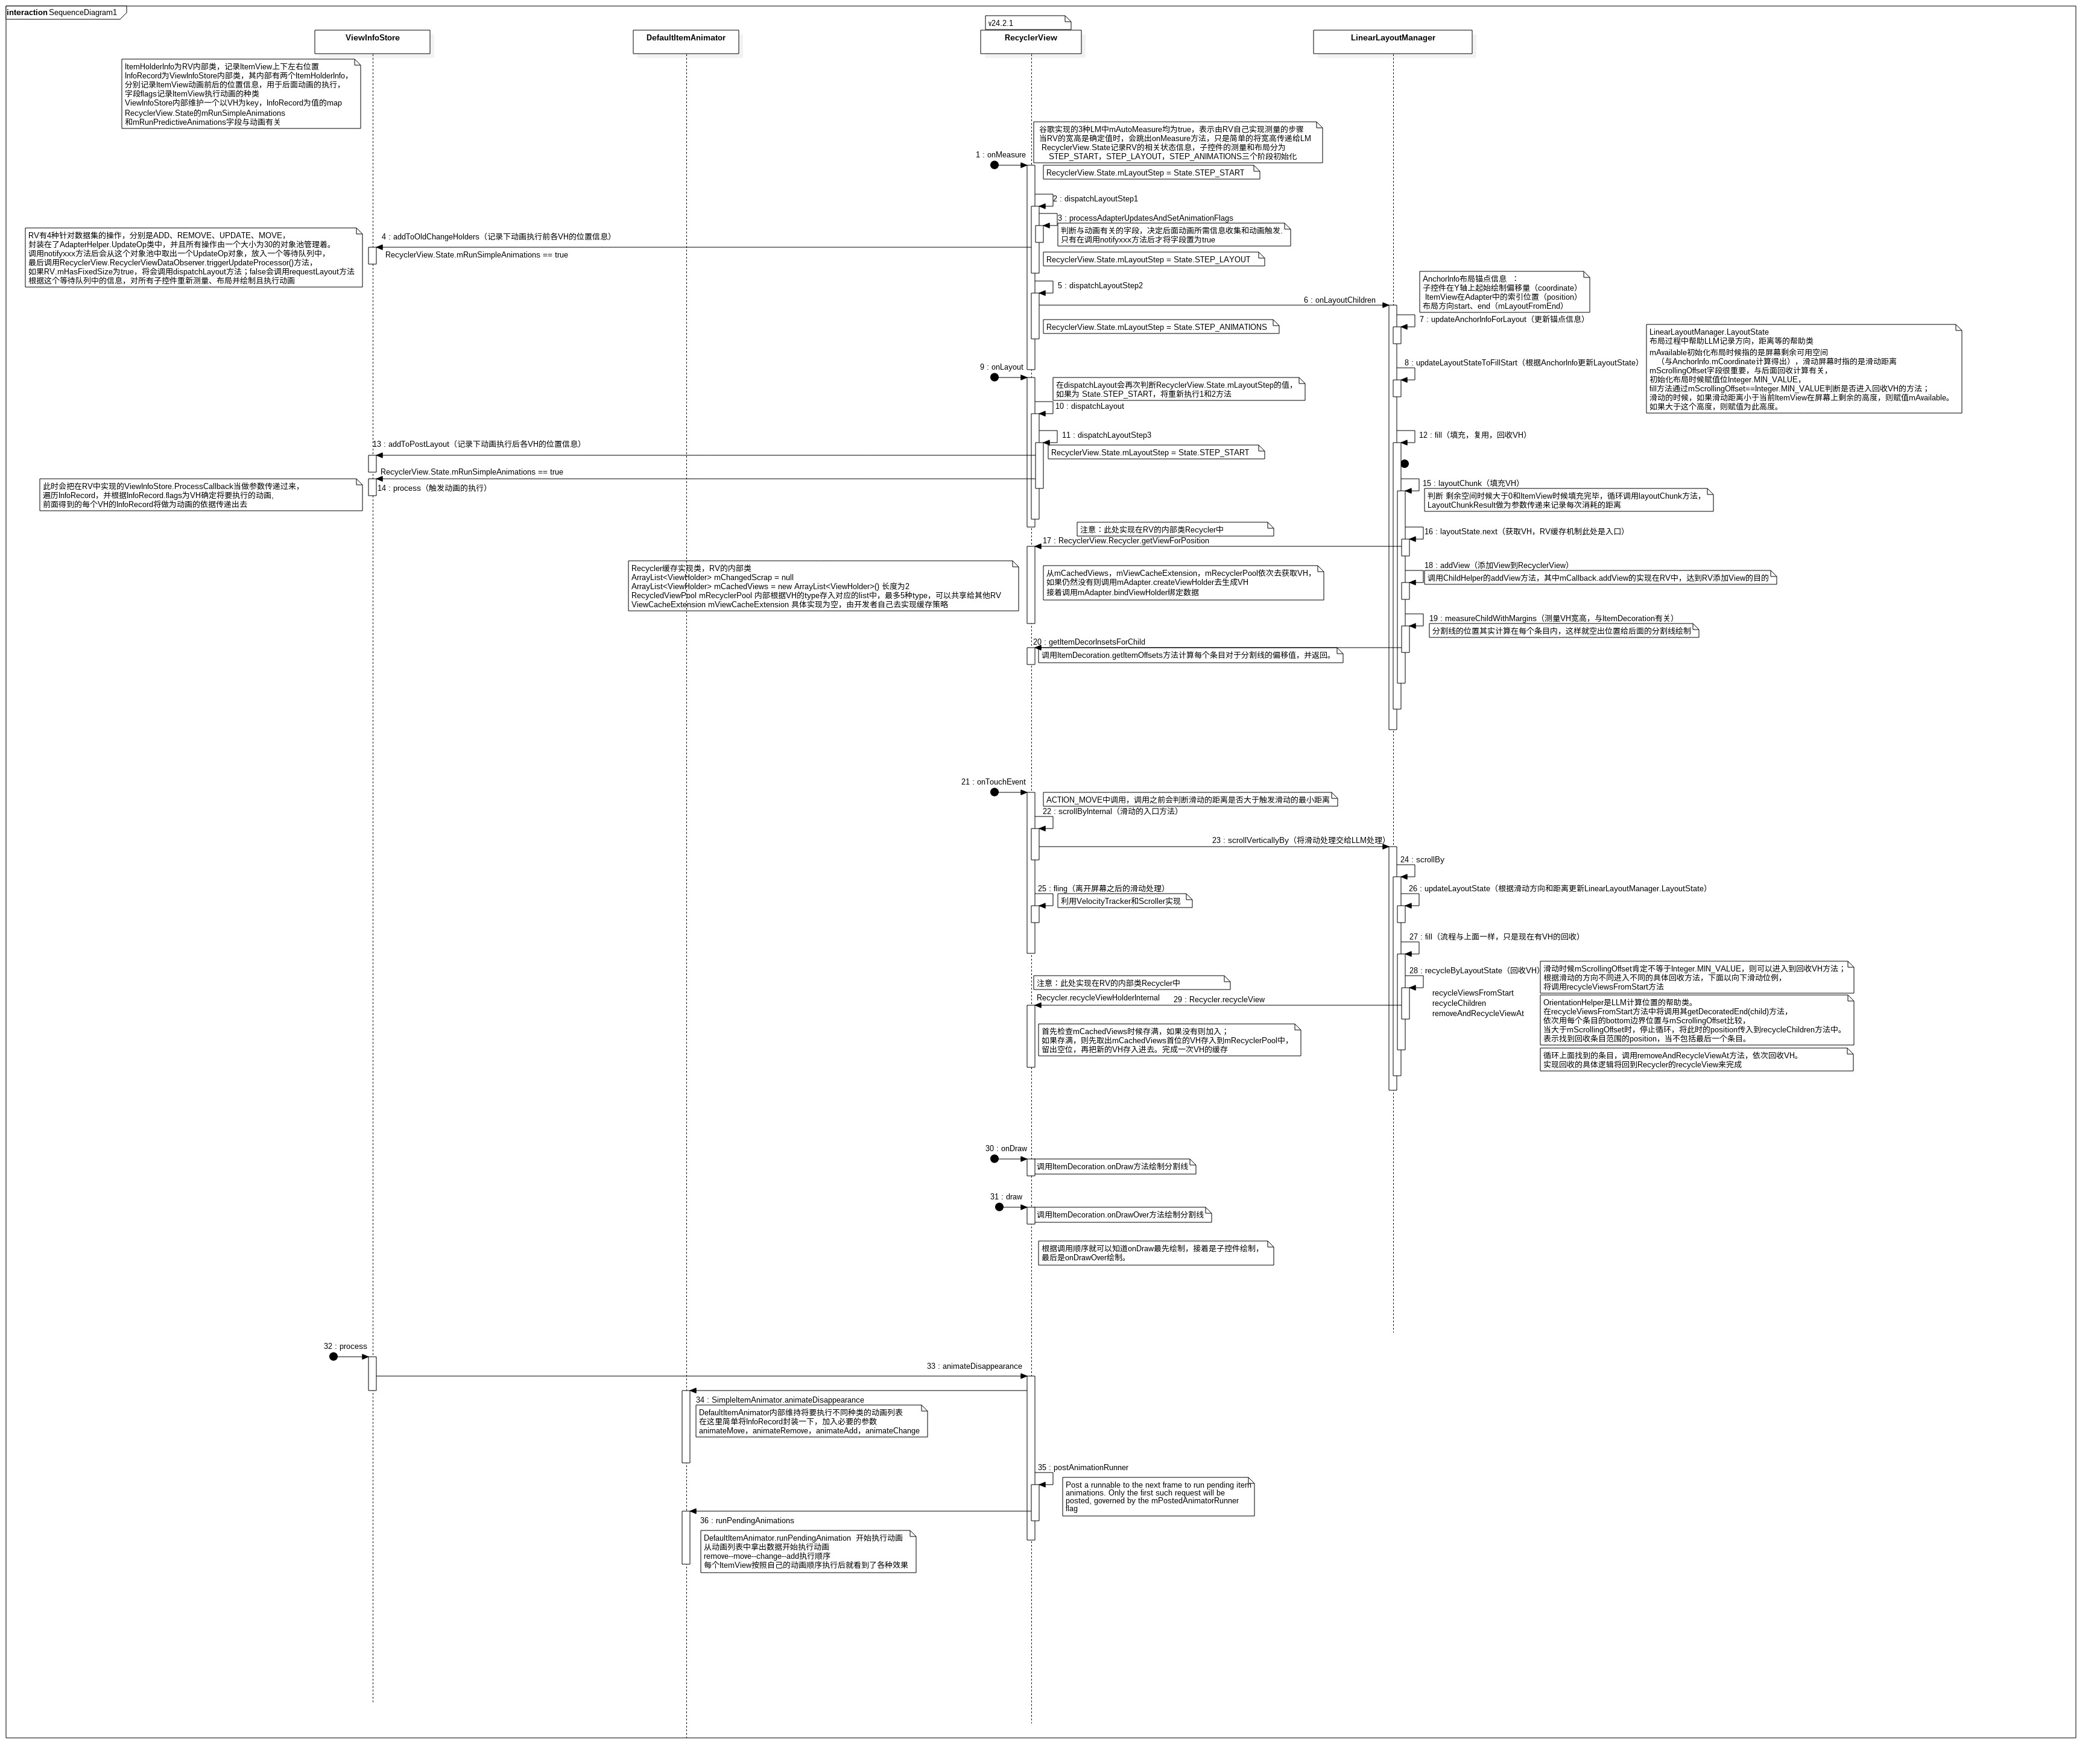 interaction SequenceDiagram1
v24.2.1
ViewInfoStore
DefaultItemAnimator
RecyclerView
LinearLayoutManager
ItemHolderInfo为RV内部类，记录ItemView上下左右位置
InfoRecord为ViewInfoStore内部类，其内部有两个ItemHolderInfo，
分别记录ItemView动画前后的位置信息，用于后面动画的执行，
字段flags记录ItemView执行动画的种类
ViewInfoStore内部维护一个以VH为key，InfoRecord为值的map
RecyclerView.State的mRunSimpleAnimations
和mRunPredictiveAnimations字段与动画有关
谷歌实现的3种LM中mAutoMeasure均为true，表示由RV自己实现测量的步骤
当RV的宽高是确定值时，会跳出onMeasure方法，只是简单的将宽高传递给LM
RecyclerView.State记录RV的相关状态信息，子控件的测量和布局分为
STEP_START，STEP_LAYOUT，STEP_ANIMATIONS三个阶段初始化
1 : onMeasure
RecyclerView.State.mLayoutStep = State.STEP_START
2 : dispatchLayoutStep1
3 : processAdapterUpdatesAndSetAnimationFlags
判断与动画有关的字段，决定后面动画所需信息收集和动画触发.
只有在调用notifyxxx方法后才将字段置为true
RV有4种针对数据集的操作，分别是ADD、REMOVE、UPDATE、MOVE，
封装在了AdapterHelper.UpdateOp类中，并且所有操作由一个大小为30的对象池管理着。
调用notifyxxx方法后会从这个对象池中取出一个UpdateOp对象，放入一个等待队列中，
最后调用RecyclerView.RecyclerViewDataObserver.triggerUpdateProcessor()方法，
如果RV.mHasFixedSize为true，将会调用dispatchLayout方法；false会调用requestLayout方法
根据这个等待队列中的信息，对所有子控件重新测量、布局并绘制且执行动画
4 : addToOldChangeHolders（记录下动画执行前各VH的位置信息）
RecyclerView.State.mRunSimpleAnimations == true
RecyclerView.State.mLayoutStep = State.STEP_LAYOUT
5 : dispatchLayoutStep2
6 : onLayoutChildren
AnchorInfo布局锚点信息 ：
子控件在Y轴上起始绘制偏移量（coordinate）
ItemView在Adapter中的索引位置（position）
布局方向start、end（mLayoutFromEnd）
7 : updateAnchorInfoForLayout（更新锚点信息）
RecyclerView.State.mLayoutStep = State.STEP_ANIMATIONS
8 : updateLayoutStateToFillStart（根据AnchorInfo更新LayoutState）
LinearLayoutManager.LayoutState
布局过程中帮助LLM记录方向，距离等的帮助类
mAvailable初始化布局时候指的是屏幕剩余可用空间
（与AnchorInfo.mCoordinate计算得出），滑动屏幕时指的是滑动距离
mScrollingOffset字段很重要，与后面回收计算有关，
初始化布局时候赋值位Integer.MIN_VALUE，
fill方法通过mScrollingOffset==Integer.MIN_VALUE判断是否进入回收VH的方法；
滑动的时候，如果滑动距离小于当前ItemView在屏幕上剩余的高度，则赋值mAvailable。
如果大于这个高度，则赋值为此高度。
9 : onLayout
在dispatchLayout会再次判断RecyclerView.State.mLayoutStep的值，
如果为 State.STEP_START，将重新执行1和2方法
10 : dispatchLayout
11 : dispatchLayoutStep3
12 : fill（填充，复用，回收VH）
13 : addToPostLayout（记录下动画执行后各VH的位置信息）
RecyclerView.State.mLayoutStep = State.STEP_START
RecyclerView.State.mRunSimpleAnimations == true
14 : process（触发动画的执行）
此时会把在RV中实现的ViewInfoStore.ProcessCallback当做参数传递过来，
遍历InfoRecord，并根据InfoRecord.flags为VH确定将要执行的动画，
前面得到的每个VH的InfoRecord将做为动画的依据传递出去
15 : layoutChunk（填充VH）
判断 剩余空间时候大于0和ItemView时候填充完毕，循环调用layoutChunk方法，
LayoutChunkResult做为参数传递来记录每次消耗的距离
注意：此处实现在RV的内部类Recycler中
16 : layoutState.next（获取VH，RV缓存机制此处是入口）
17 : RecyclerView.Recycler.getViewForPosition
Recycler缓存实现类，RV的内部类
ArrayList<ViewHolder> mChangedScrap = null
ArrayList<ViewHolder> mCachedViews = new ArrayList<ViewHolder>() 长度为2
RecycledViewPool mRecyclerPool 内部根据VH的type存入对应的list中，最多5种type，可以共享给其他RV
ViewCacheExtension mViewCacheExtension 具体实现为空，由开发者自己去实现缓存策略
从mCachedViews，mViewCacheExtension，mRecyclerPool依次去获取VH，
如果仍然没有则调用mAdapter.createViewHolder去生成VH
接着调用mAdapter.bindViewHolder绑定数据
18 : addView（添加View到RecyclerView）
调用ChildHelper的addView方法，其中mCallback.addView的实现在RV中，达到RV添加View的目的
19 : measureChildWithMargins（测量VH宽高，与ItemDecoration有关）
分割线的位置其实计算在每个条目内，这样就空出位置给后面的分割线绘制
20 : getItemDecorInsetsForChild
调用ItemDecoration.getItemOffsets方法计算每个条目对于分割线的偏移值，并返回。
21 : onTouchEvent
ACTION_MOVE中调用，调用之前会判断滑动的距离是否大于触发滑动的最小距离
22 : scrollByInternal（滑动的入口方法）
23 : scrollVerticallyBy（将滑动处理交给LLM处理）
24 : scrollBy
25 : fling（离开屏幕之后的滑动处理）
利用VelocityTracker和Scroller实现
26 : updateLayoutState（根据滑动方向和距离更新LinearLayoutManager.LayoutState）
27 : fill（流程与上面一样，只是现在有VH的回收）
28 : recycleByLayoutState（回收VH）
recycleViewsFromStart
recycleChildren
removeAndRecycleViewAt
滑动时候mScrollingOffset肯定不等于Integer.MIN_VALUE，则可以进入到回收VH方法；
根据滑动的方向不同进入不同的具体回收方法，下面以向下滑动位例，
将调用recycleViewsFromStart方法
注意：此处实现在RV的内部类Recycler中
Recycler.recycleViewHolderInternal
29 : Recycler.recycleView
OrientationHelper是LLM计算位置的帮助类。
在recycleViewsFromStart方法中将调用其getDecoratedEnd(child)方法，
依次用每个条目的bottom边界位置与mScrollingOffset比较，
当大于mScrollingOffset时，停止循环，将此时的position传入到recycleChildren方法中。
表示找到回收条目范围的position，当不包括最后一个条目。
首先检查mCachedViews时候存满，如果没有则加入；
如果存满，则先取出mCachedViews首位的VH存入到mRecyclerPool中，
留出空位，再把新的VH存入进去。完成一次VH的缓存
循环上面找到的条目，调用removeAndRecycleViewAt方法，依次回收VH。
实现回收的具体逻辑将回到Recycler的recycleView来完成
30 : onDraw
调用ItemDecoration.onDraw方法绘制分割线
31 : draw
调用ItemDecoration.onDrawOver方法绘制分割线
根据调用顺序就可以知道onDraw最先绘制，接着是子控件绘制，
最后是onDrawOver绘制。
32 : process
33 : animateDisappearance
34 : SimpleItemAnimator.animateDisappearance
DefaultItemAnimator内部维持将要执行不同种类的动画列表
在这里简单将InfoRecord封装一下，加入必要的参数
animateMove，animateRemove，animateAdd，animateChange
35 : postAnimationRunner
Post a runnable to the next frame to run pending item
animations. Only the first such request will be
posted, governed by the mPostedAnimatorRunner
flag
36 : runPendingAnimations
DefaultItemAnimator.runPendingAnimation 开始执行动画
从动画列表中拿出数据开始执行动画
remove--move--change--add执行顺序
每个ItemView按照自己的动画顺序执行后就看到了各种效果